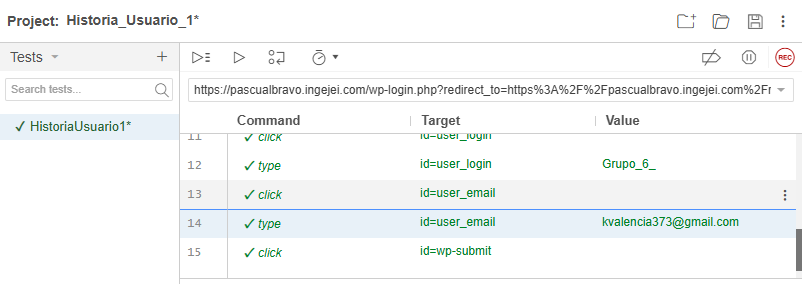 Project: Historia_Usuario_1*
Tests
Search tests...
✓ HistoriaUsuario1*
REC
https://pascualbravo.ingejei.com/wp-login.php?redirect_to=https%3A%2F%2Fpascualbravo.ingejei.com%2Fr
Command Target Value
11 ✓ click id=user_login
12 ✓ type id=user_login Grupo_6_
13 ✓ click id=user_email
14 ✓ type id=user_email kvalencia373@gmail.com
15 ✓ click id=wp-submit